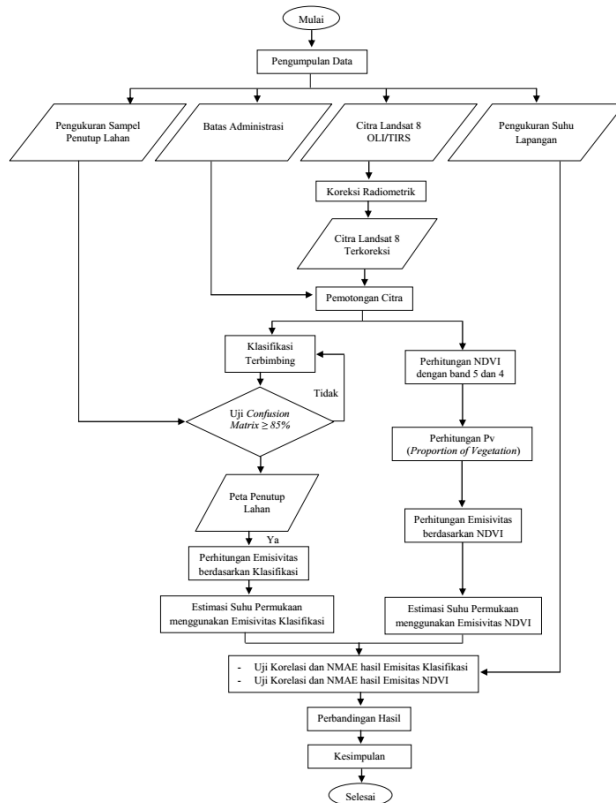 Mulai
Pengumpulan Data
Pengukuran Sampel
Penutup Lahan
Batas Administrasi
Citra Landsat 8
OLI/TIRS
Pengukuran Suhu
Lapangan
Koreksi Radiometrik
Citra Landsat 8
Terkoreksi
Pemotongan Citra
Klasifikasi
Terbimbing
Perhitungan NDVI
dengan band 5 dan 4
Tidak
Uji Confusion
Matrix ≥ 85%
Perhitungan Pv
(Proportion of Vegetation)
Peta Penutup
Lahan
Perhitungan Emisivitas
berdasarkan NDVI
Ya
Perhitungan Emisivitas
berdasarkan Klasifikasi
Estimasi Suhu Permukaan
menggunakan Emisivitas Klasifikasi
Estimasi Suhu Permukaan
menggunakan Emisivitas NDVI
- Uji Korelasi dan NMAE hasil Emisitas Klasifikasi
- Uji Korelasi dan NMAE hasil Emisitas NDVI
Perbandingan Hasil
Kesimpulan
Selesai